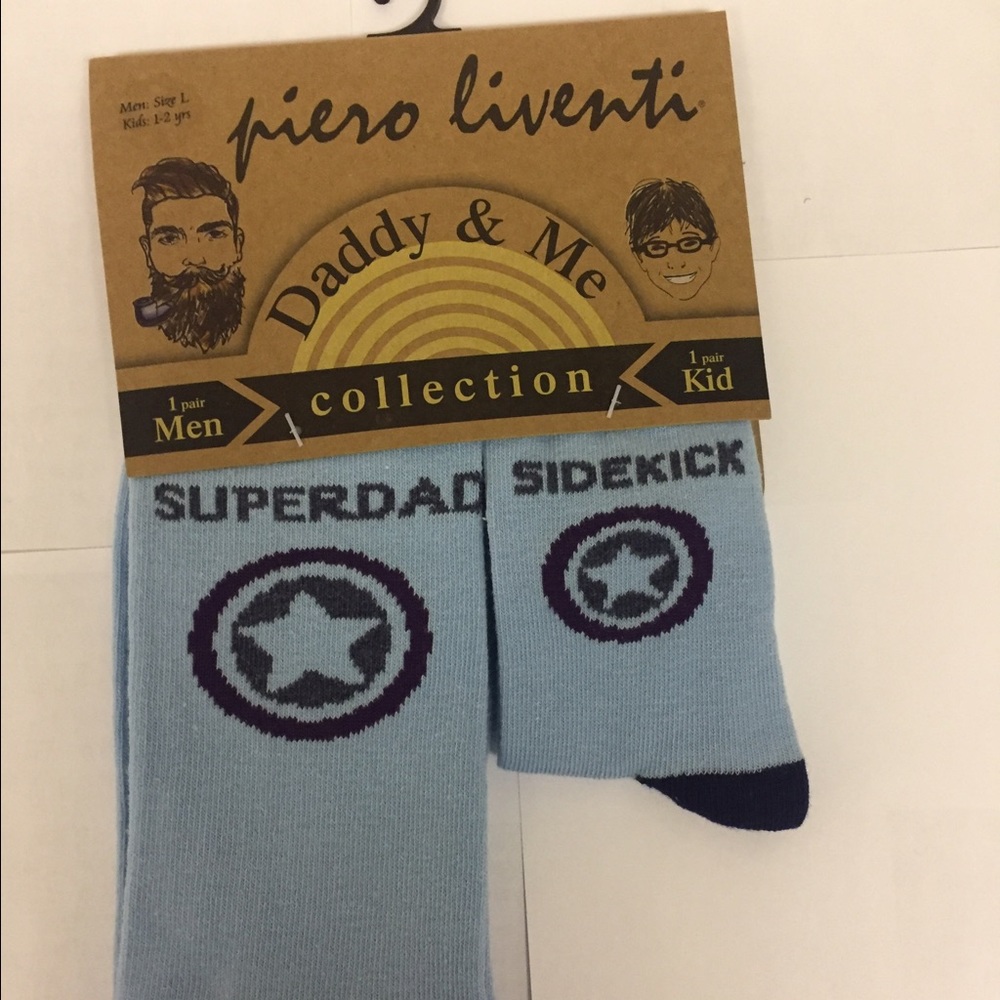 Men: Size L
Kids: 1-2 yrs
piero liventi
Daddy & Me
collection
1 pair
Men
1 pair
Kid
SUPERDAD
SIDEKICK